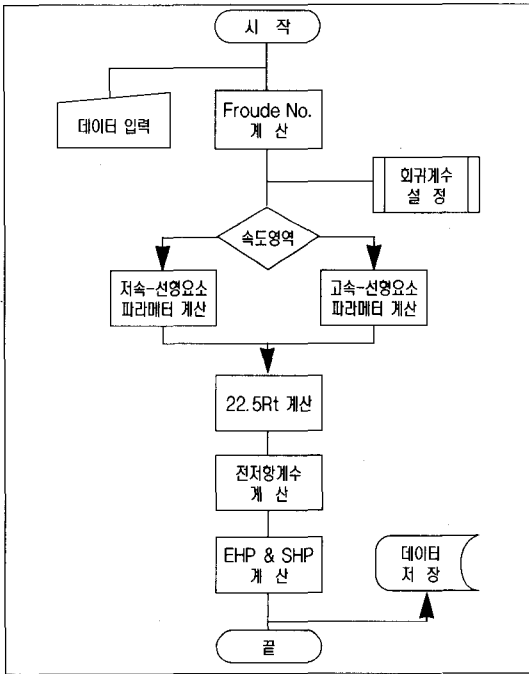 시 작
데이터 입력
Froude No.
계 산
회귀계수
설 정
속도영역
저속-선형요소
파라메터 계산
고속-선형요소
파라메터 계산
22.5Rt 계산
전저항계수
계 산
EHP & SHP
계 산
데이터
저 장
끝